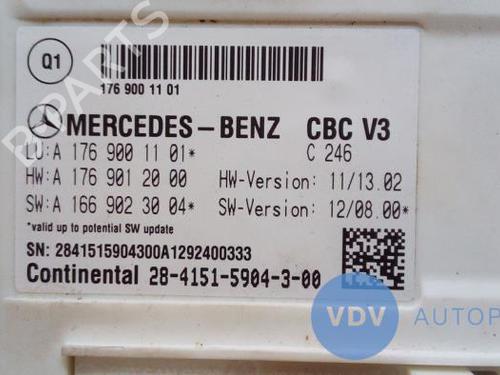 Q1
176 900 11 01
MERCEDES-BENZ CBC V3
LU: A 176 900 11 01* C 246
HW: A 176 901 20 00 HW-Version: 11/13.02
SW: A 166 902 30 04* SW-Version: 12/08.00*
*valid up to potential SW update
SN: 2841515904300A1292400333
Continental 28-4151-5904-3-00
VDV AUTOP
B-PARTS